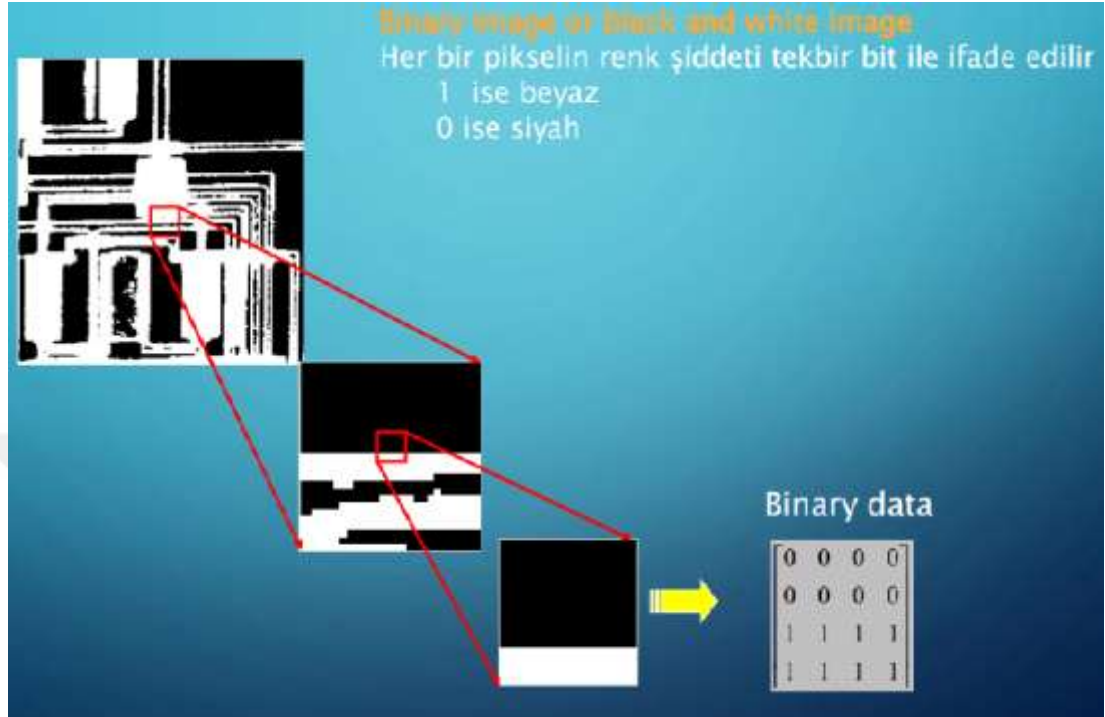 Binary image or black and white image
Her bir pikselin renk şiddeti tekbir bit ile ifade edilir
1 ise beyaz
0 ise siyah
Binary data
0 0 0 0
0 0 0 0
1 1 1 1
1 1 1 1